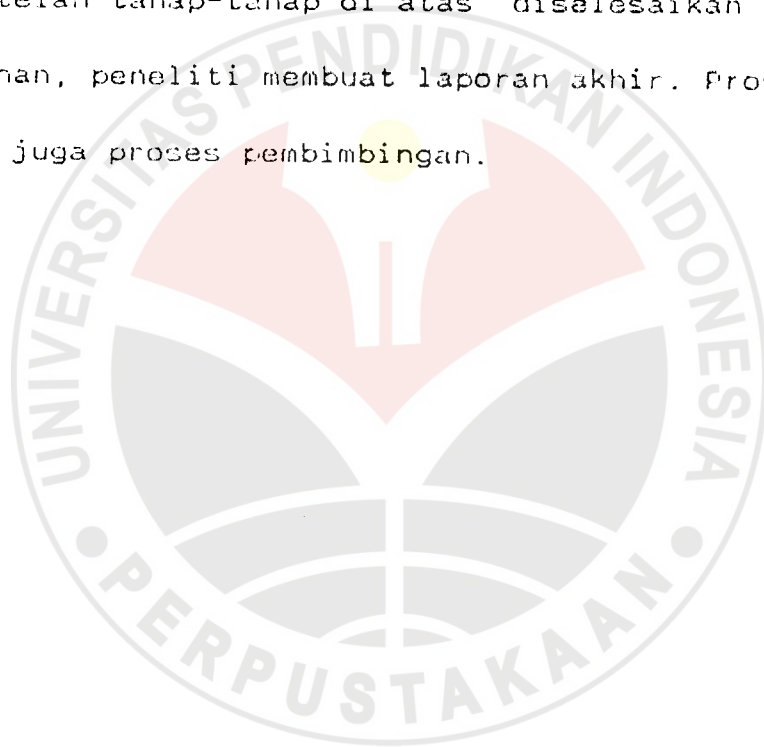 telah tahap-tahap di atas diselesaikan
nan, peneliti membuat laporan akhir. Pro
juga proses pembimbingan.
UNIVERSITAS PENDIDIKAN INDONESIA
PERPUSTAKAAN